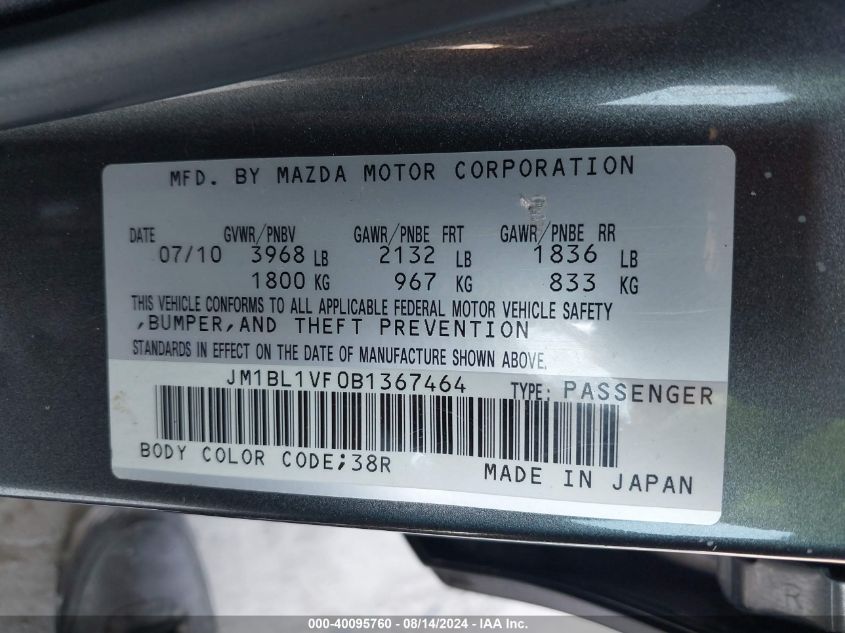 MFD. BY MAZDA MOTOR CORPORATION
DATE GVWR/PNBV GAWR/PNBE FRT GAWR/PNBE RR
07/10 3968 LB 2132 LB 1836 LB
1800 KG 967 KG 833 KG
THIS VEHICLE CONFORMS TO ALL APPLICABLE FEDERAL MOTOR VEHICLE SAFETY
,BUMPER,AND THEFT PREVENTION
STANDARDS IN EFFECT ON THE DATE OF MANUFACTURE SHOWN ABOVE.
JM1BL1VF0B1367464 TYPE: PASSENGER
BODY COLOR CODE;38R
MADE IN JAPAN
R
000-40095760 - 08/14/2024 - IAA Inc.